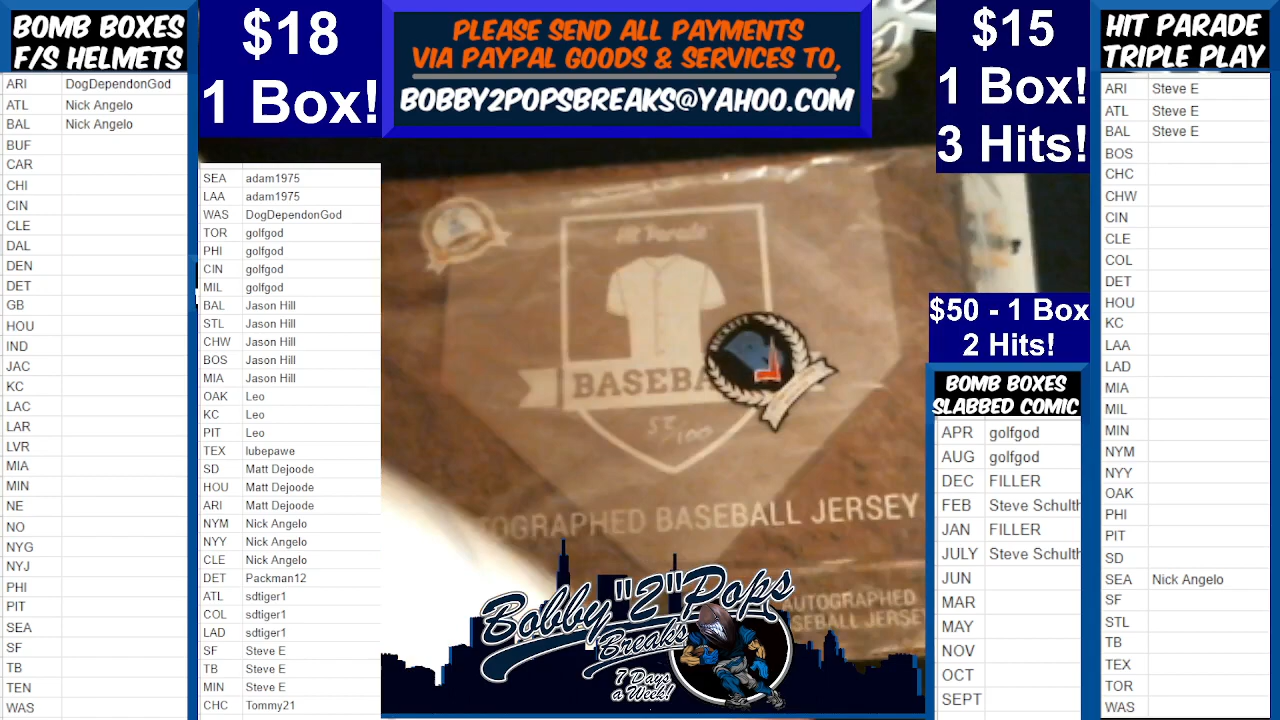 BOMB BOXES
F/S HELMETS
ARI DogDependonGod
ATL Nick Angelo
BAL Nick Angelo
BUF
CAR
CHI
CIN
CLE
DAL
DEN
DET
GB
HOU
IND
JAC
KC
LAC
LAR
LVR
MIA
MIN
NE
NO
NYG
NYJ
PHI
PIT
SEA
SF
TB
TEN
WAS
$18
1 Box!
SEA adam1975
LAA adam1975
WAS DogDependonGod
TOR golfgod
PHI golfgod
CIN golfgod
MIL golfgod
BAL Jason Hill
STL Jason Hill
CHW Jason Hill
BOS Jason Hill
MIA Jason Hill
OAK Leo
KC Leo
PIT Leo
TEX lubepawe
SD Matt Dejoode
HOU Matt Dejoode
ARI Matt Dejoode
NYM Nick Angelo
NYY Nick Angelo
CLE Nick Angelo
DET Packman12
ATL sdtiger1
COL sdtiger1
LAD sdtiger1
SF Steve E
TB Steve E
MIN Steve E
CHC Tommy21
PLEASE SEND ALL PAYMENTS
VIA PAYPAL GOODS & SERVICES TO,
BOBBY2POPSBREAKS@YAHOO.COM
Hit Parade
BASEBA
57/100
TOGRAPHED BASEBALL JERSEY
AUTOGRAPHED
BASEBALL JERSEY
Bobby "2" Pops
Breaks
7 Days
a Week!
$15
1 Box!
3 Hits!
$50 - 1 Box
2 Hits!
BOMB BOXES
SLABBED COMIC
APR golfgod
AUG golfgod
DEC FILLER
FEB Steve Schulth
JAN FILLER
JULY Steve Schulth
JUN
MAR
MAY
NOV
OCT
SEPT
HIT PARADE
TRIPLE PLAY
ARI Steve E
ATL Steve E
BAL Steve E
BOS
CHC
CHW
CIN
CLE
COL
DET
HOU
KC
LAA
LAD
MIA
MIL
MIN
NYM
NYY
OAK
PHI
PIT
SD
SEA Nick Angelo
SF
STL
TB
TEX
TOR
WAS